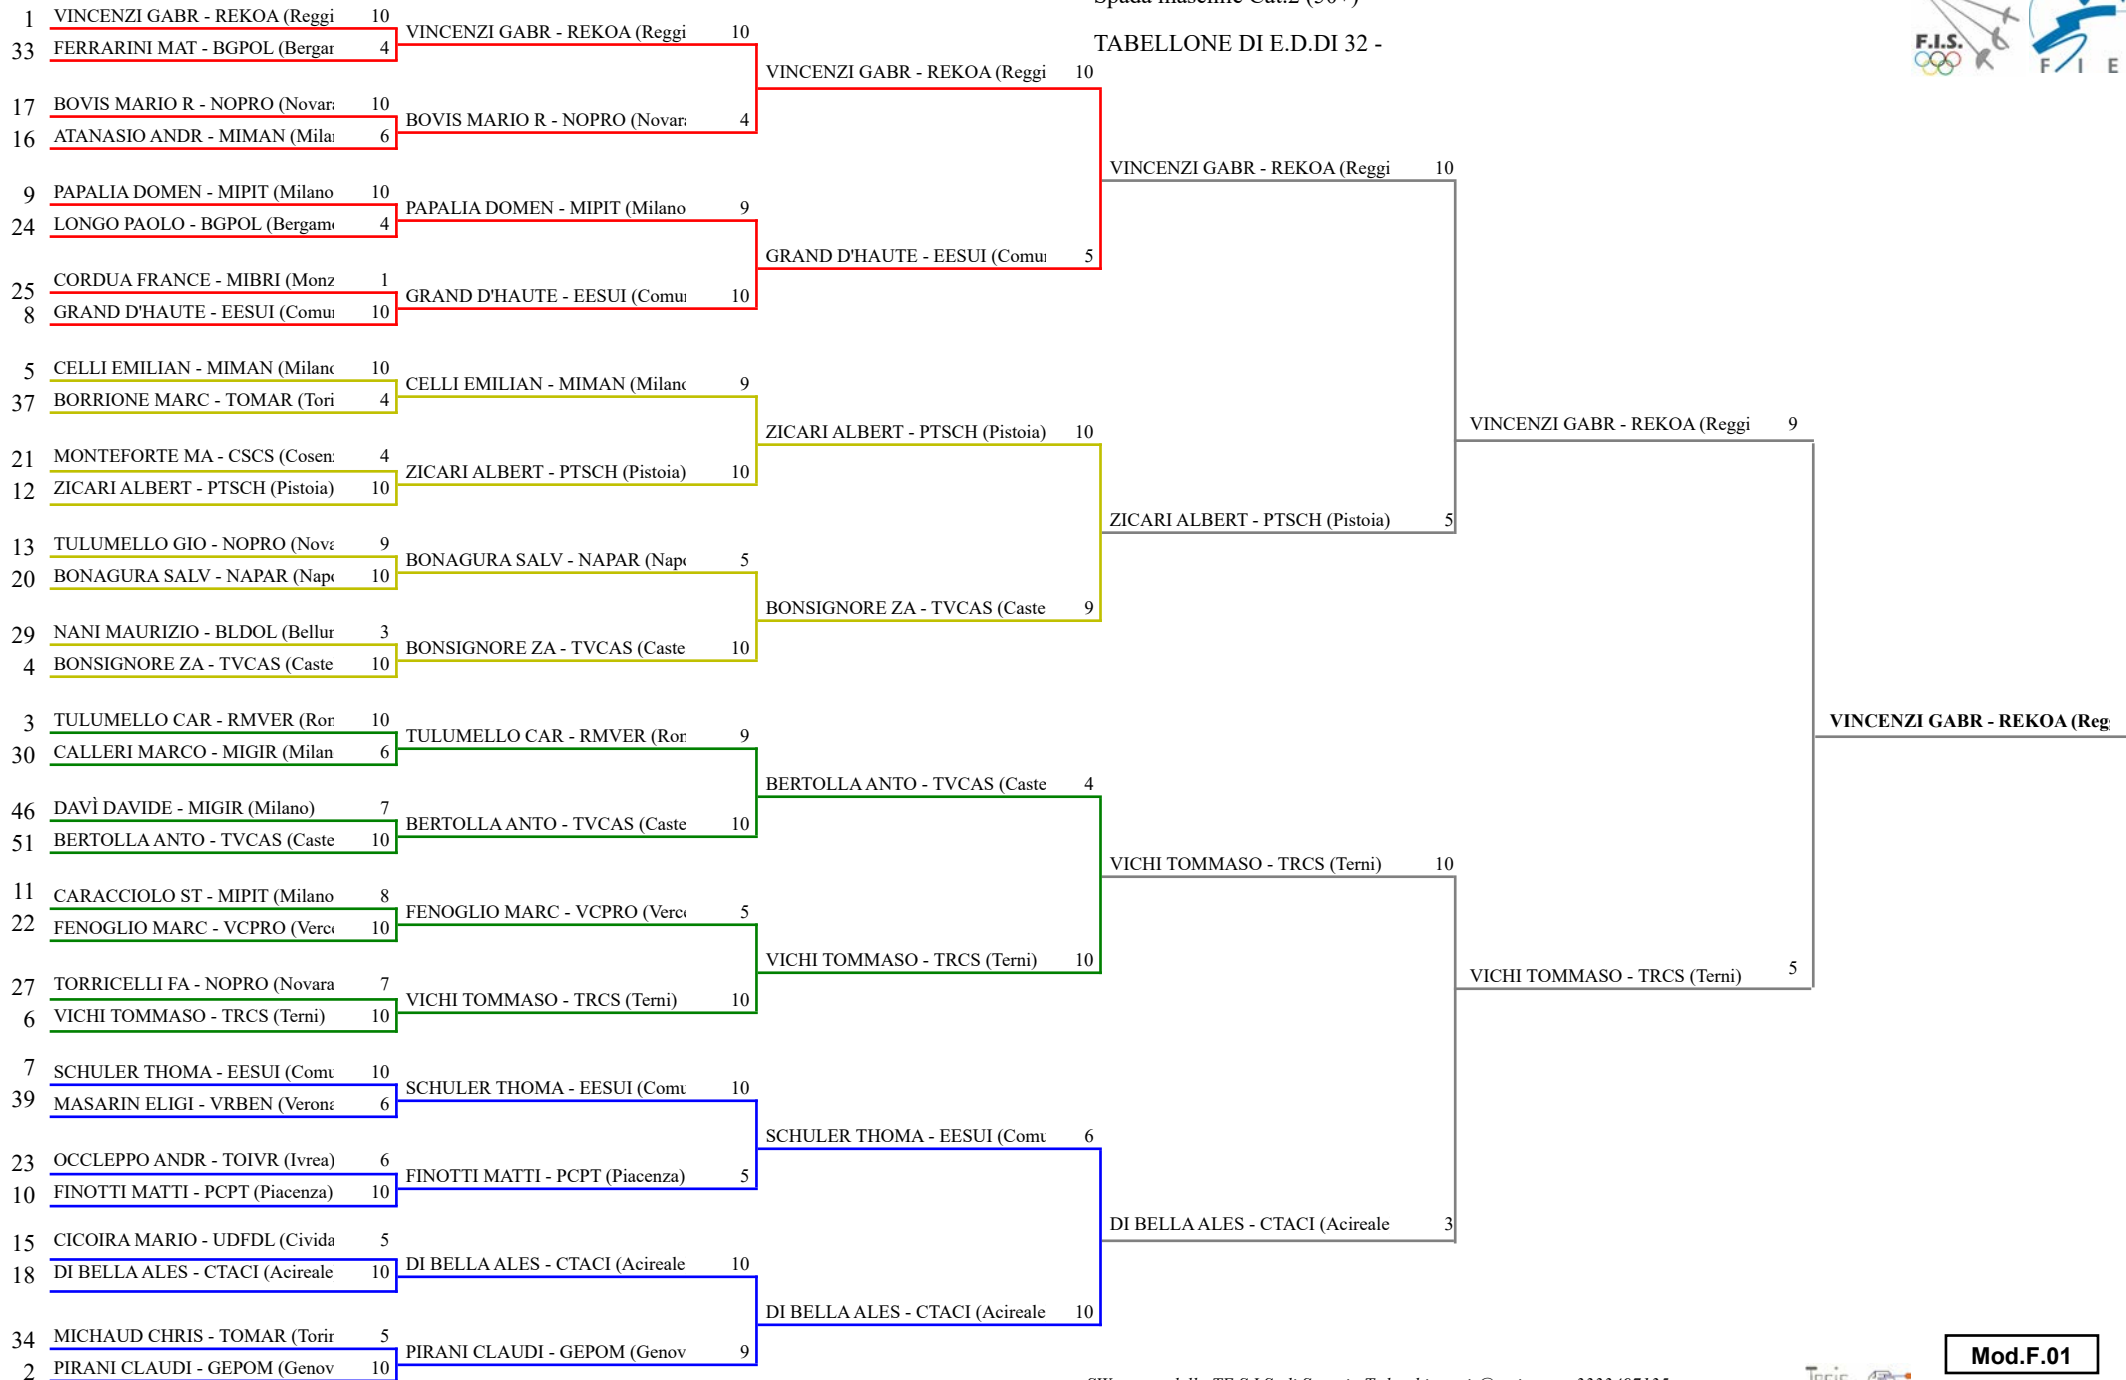 TABELLONE DI E.D.DI 32 -
F.I.S.
F I E
1 VINCENZI GABR - REKOA (Reggi 10
33 FERRARINI MAT - BGPOL (Bergar 4
17 BOVIS MARIO R - NOPRO (Novar 10
16 ATANASIO ANDR - MIMAN (Mila 6
9 PAPALIA DOMEN - MIPIT (Milano 10
24 LONGO PAOLO - BGPOL (Bergam 4
25 CORDUA FRANCE - MIBRI (Monz 1
8 GRAND D'HAUTE - EESUI (Comu 10
5 CELLI EMILIAN - MIMAN (Milan 10
37 BORRIONE MARC - TOMAR (Tori 4
21 MONTEFORTE MA - CSCS (Cosen 4
12 ZICARI ALBERT - PTSCH (Pistoia) 10
13 TULUMELLO GIO - NOPRO (Nova 9
20 BONAGURA SALV - NAPAR (Nap 10
29 NANI MAURIZIO - BLDOL (Bellur 3
4 BONSIGNORE ZA - TVCAS (Caste 10
3 TULUMELLO CAR - RMVER (Ror 10
30 CALLERI MARCO - MIGIR (Milan 6
46 DAVÌ DAVIDE - MIGIR (Milano) 7
51 BERTOLLA ANTO - TVCAS (Caste 10
11 CARACCIOLO ST - MIPIT (Milano 8
22 FENOGLIO MARC - VCPRO (Verc 10
27 TORRICELLI FA - NOPRO (Novara 7
6 VICHI TOMMASO - TRCS (Terni) 10
7 SCHULER THOMA - EESUI (Comu 10
39 MASARIN ELIGI - VRBEN (Verona 6
23 OCCLEPPO ANDR - TOIVR (Ivrea) 6
10 FINOTTI MATTI - PCPT (Piacenza) 10
15 CICOIRA MARIO - UDFDL (Civida 5
18 DI BELLA ALES - CTACI (Acireale 10
34 MICHAUD CHRIS - TOMAR (Torir 5
2 PIRANI CLAUDI - GEPOM (Genov 10
VINCENZI GABR - REKOA (Reggi 10
BOVIS MARIO R - NOPRO (Novar 4
PAPALIA DOMEN - MIPIT (Milano 9
GRAND D'HAUTE - EESUI (Comu 10
CELLI EMILIAN - MIMAN (Milan 9
ZICARI ALBERT - PTSCH (Pistoia) 10
BONAGURA SALV - NAPAR (Nap 5
BONSIGNORE ZA - TVCAS (Caste 10
TULUMELLO CAR - RMVER (Ror 9
BERTOLLA ANTO - TVCAS (Caste 10
FENOGLIO MARC - VCPRO (Verc 5
VICHI TOMMASO - TRCS (Terni) 10
SCHULER THOMA - EESUI (Comu 10
FINOTTI MATTI - PCPT (Piacenza) 5
DI BELLA ALES - CTACI (Acireale 10
PIRANI CLAUDI - GEPOM (Genov 9
VINCENZI GABR - REKOA (Reggi 10
GRAND D'HAUTE - EESUI (Comu 5
ZICARI ALBERT - PTSCH (Pistoia) 10
BONSIGNORE ZA - TVCAS (Caste 9
BERTOLLA ANTO - TVCAS (Caste 4
VICHI TOMMASO - TRCS (Terni) 10
SCHULER THOMA - EESUI (Comu 6
DI BELLA ALES - CTACI (Acireale 10
VINCENZI GABR - REKOA (Reggi 10
ZICARI ALBERT - PTSCH (Pistoia) 5
VICHI TOMMASO - TRCS (Terni) 10
DI BELLA ALES - CTACI (Acireale 3
VINCENZI GABR - REKOA (Reggi 9
VICHI TOMMASO - TRCS (Terni) 5
VINCENZI GABR - REKOA (Reg
Mod.F.01